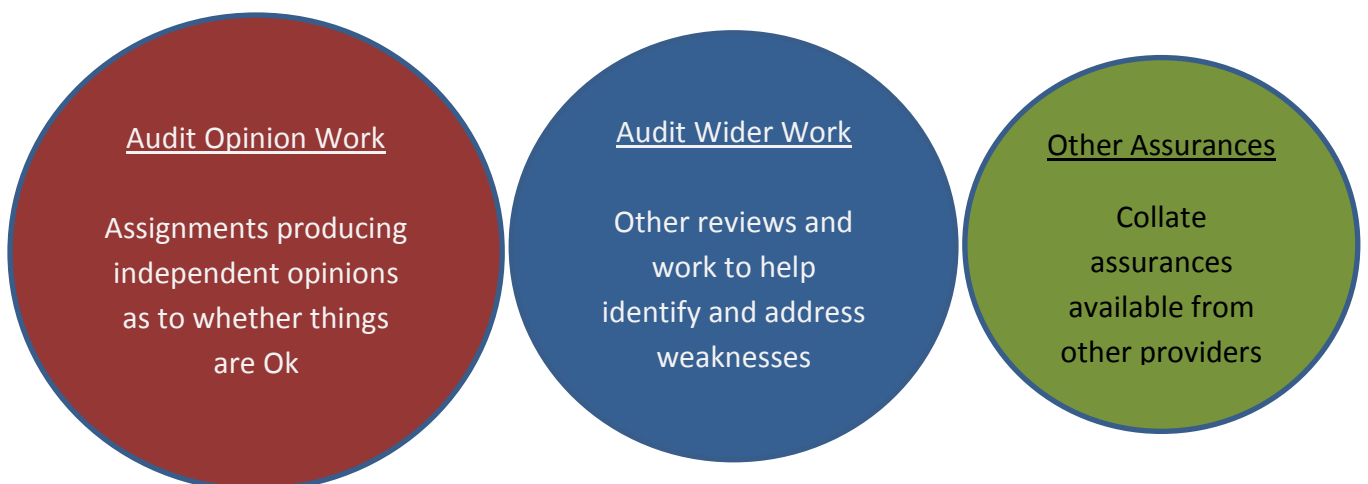 Audit Opinion Work
Assignments producing
independent opinions
as to whether things
are Ok
Audit Wider Work
Other reviews and
work to help
identify and address
weaknesses
Other Assurances
Collate
assurances
available from
other providers